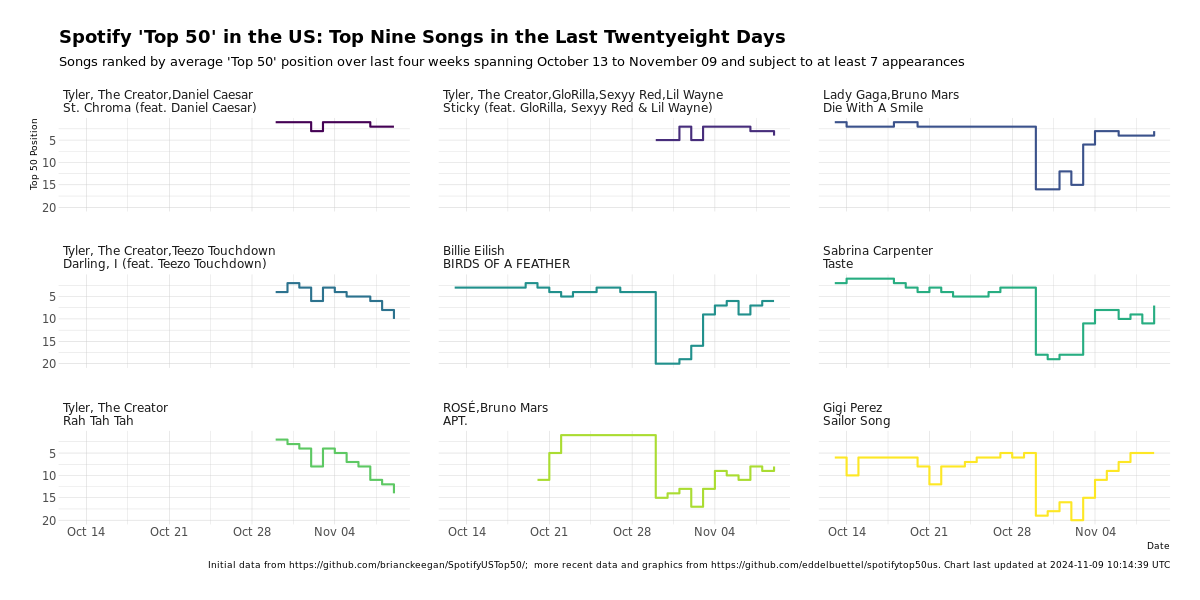 Spotify 'Top 50' in the US: Top Nine Songs in the Last Twentyeight Days
Songs ranked by average 'Top 50' position over last four weeks spanning October 13 to November 09 and subject to at least 7 appearances
Tyler, The Creator,Daniel Caesar
St. Chroma (feat. Daniel Caesar)
Tyler, The Creator,GloRilla,Sexyy Red,Lil Wayne
Sticky (feat. GloRilla, Sexyy Red & Lil Wayne)
Lady Gaga,Bruno Mars
Die With A Smile
Top 50 Position
5
10
15
20
Tyler, The Creator,Teezo Touchdown
Darling, I (feat. Teezo Touchdown)
Billie Eilish
BIRDS OF A FEATHER
Sabrina Carpenter
Taste
5
10
15
20
Tyler, The Creator
Rah Tah Tah
ROSÉ,Bruno Mars
APT.
Gigi Perez
Sailor Song
5
10
15
20
Oct 14 Oct 21 Oct 28 Nov 04
Oct 14 Oct 21 Oct 28 Nov 04
Oct 14 Oct 21 Oct 28 Nov 04
Date
Initial data from https://github.com/brianckeegan/SpotifyUSTop50/;  more recent data and graphics from https://github.com/eddelbuettel/spotifytop50us. Chart last updated at 2024-11-09 10:14:39 UTC